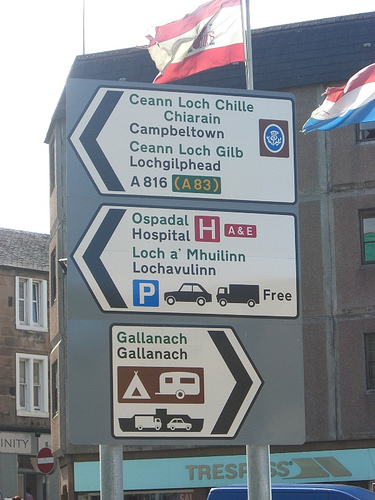 Ceann Loch Chille
Chiarain
Campbeltown
Ceann Loch Gilb
Lochgilphead
A 816 (A 83)
Ospadal
Hospital H A & E
Loch a' Mhuilinn
Lochavulinn
P Free
Gallanach
Gallanach
INITY
TRESPASS